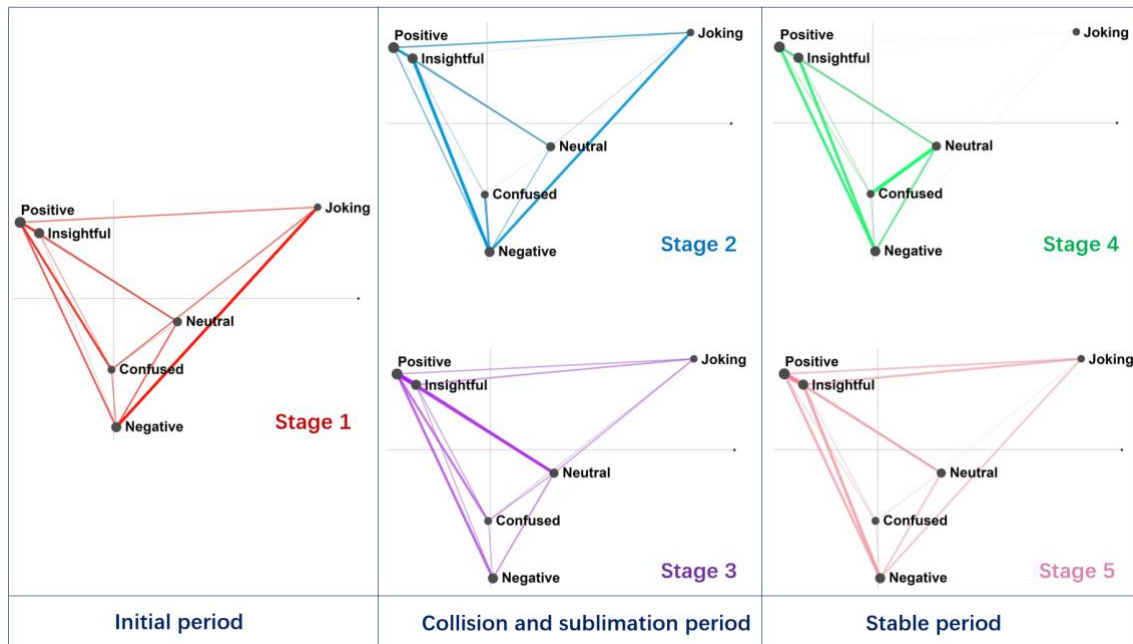 Positive
Insightful
Joking
Neutral
Confused
Negative
Stage 1
Positive
Insightful
Joking
Neutral
Confused
Negative
Stage 2
Positive
Insightful
Joking
Neutral
Confused
Negative
Stage 3
Positive
Insightful
Joking
Neutral
Confused
Negative
Stage 4
Positive
Insightful
Joking
Neutral
Confused
Negative
Stage 5
Initial period
Collision and sublimation period
Stable period